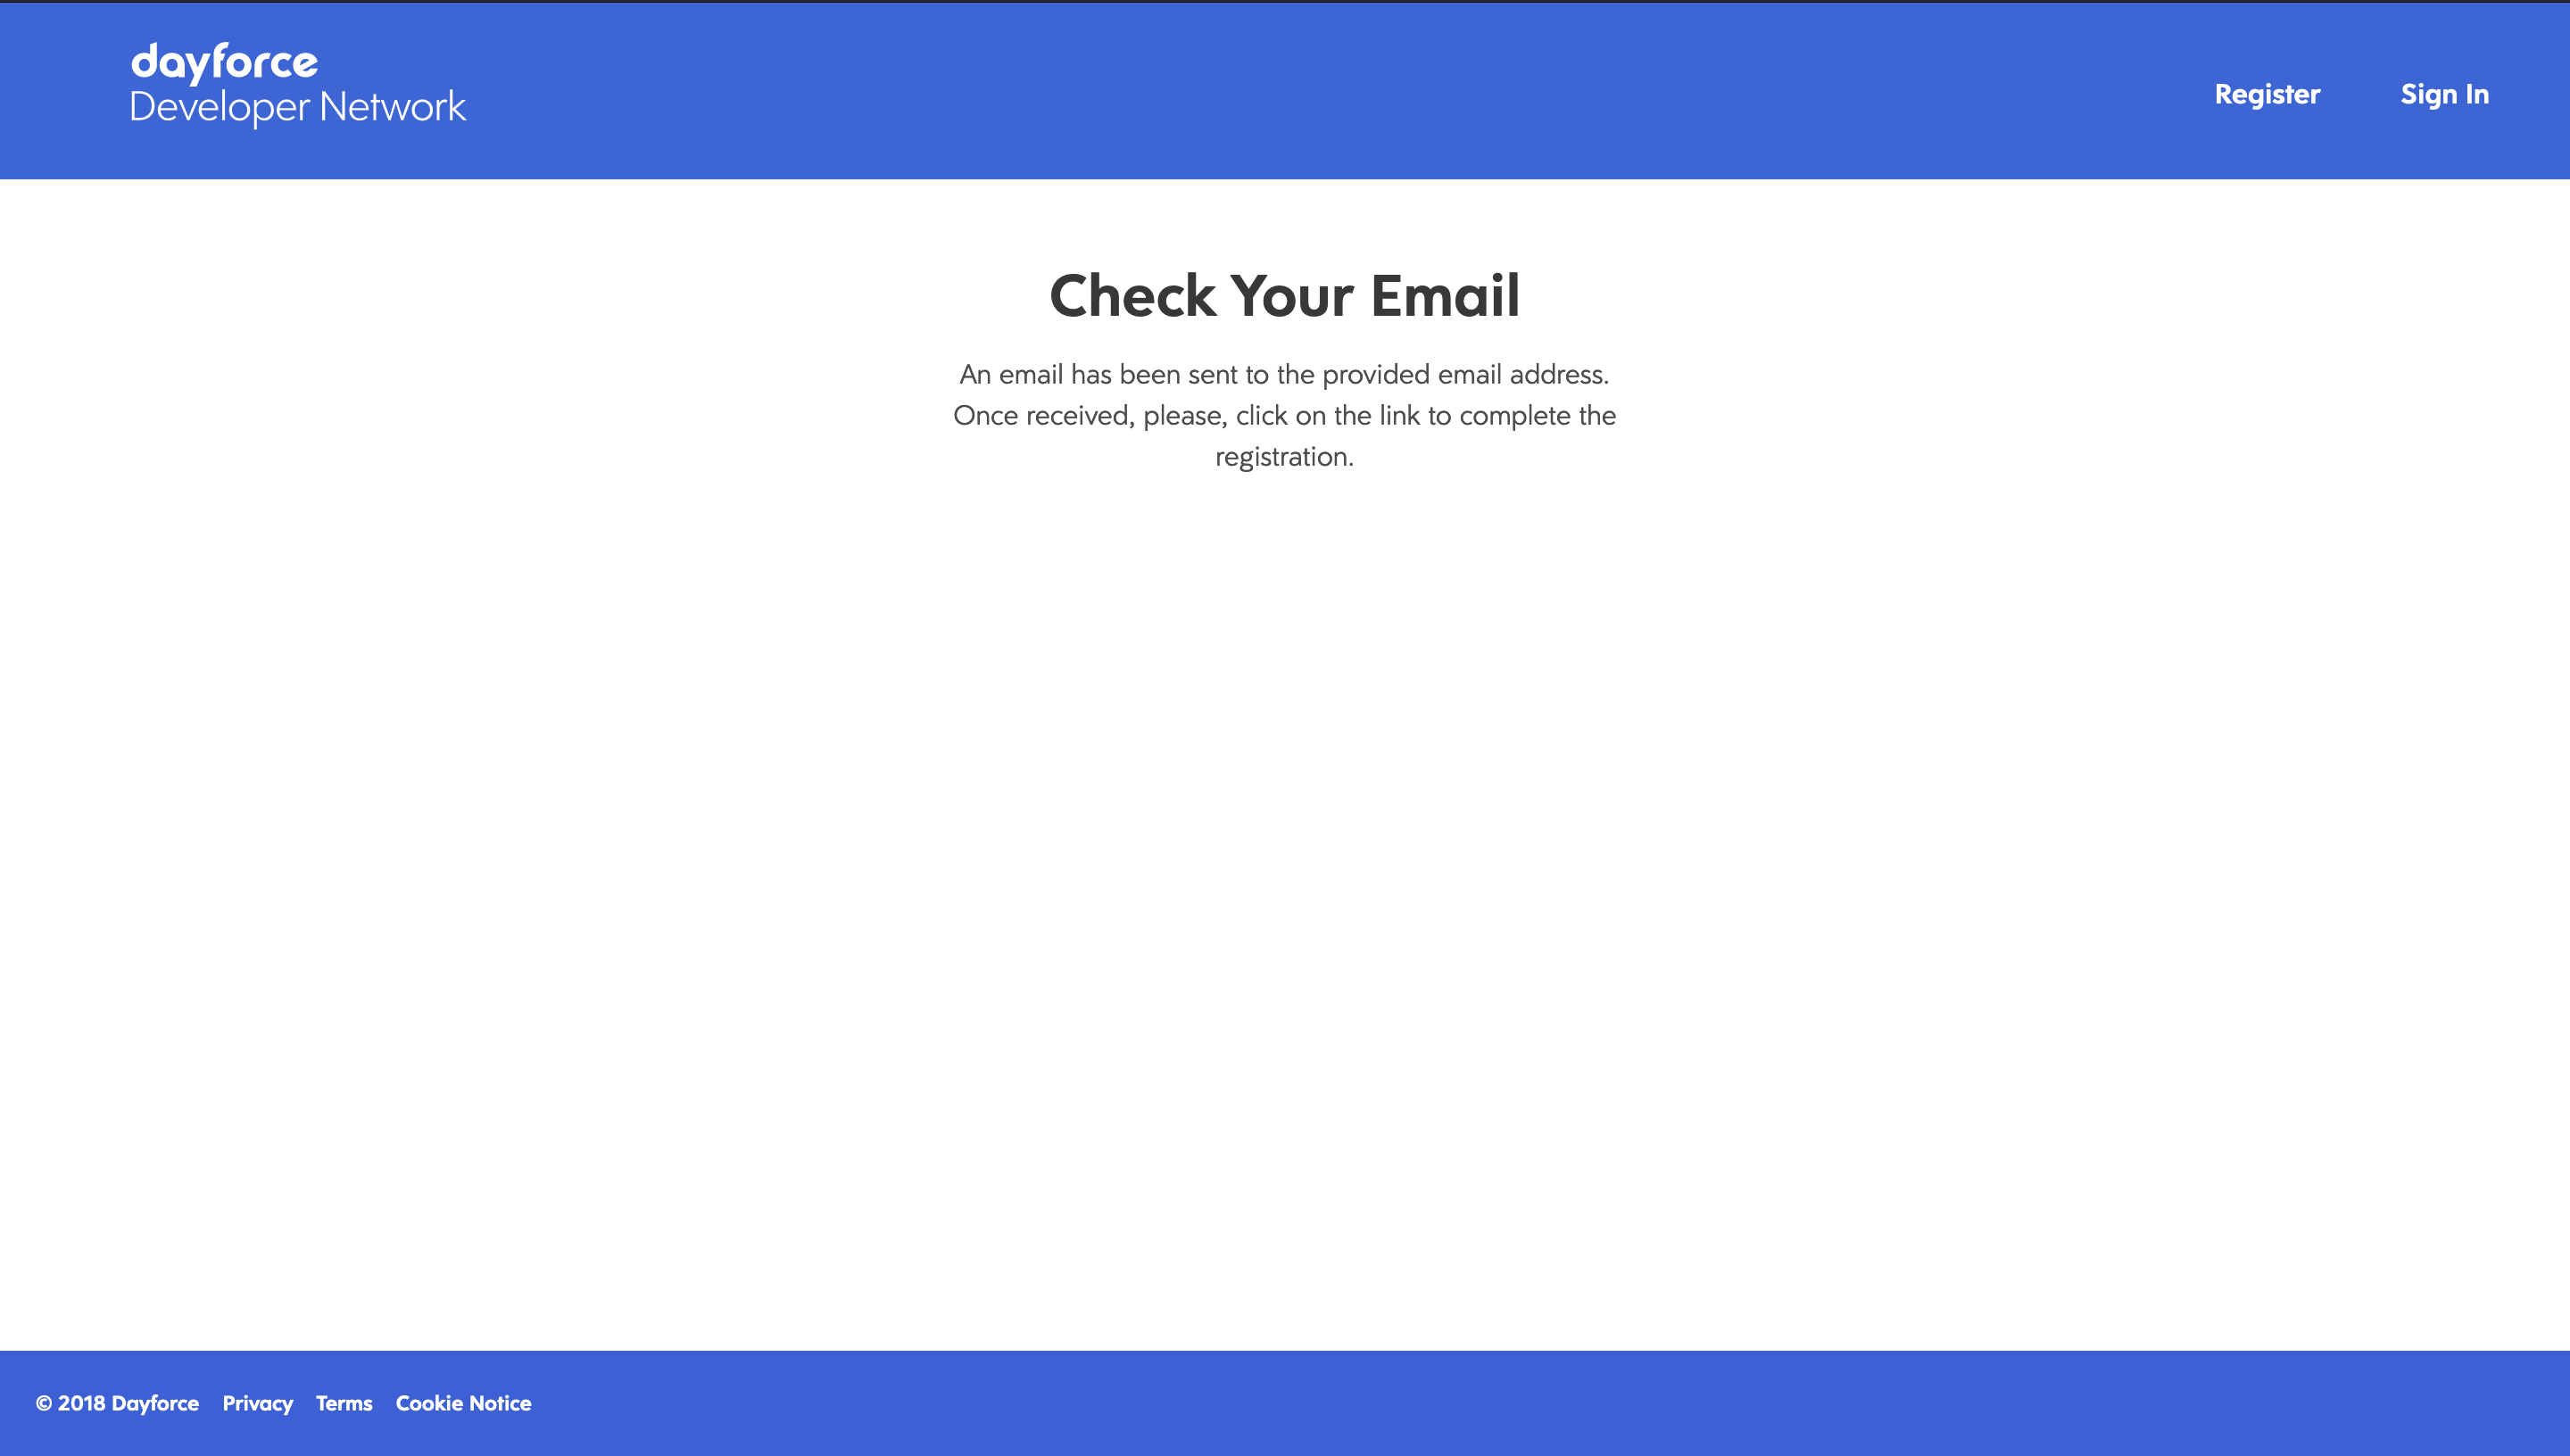 dayforce
Developer Network
Register
Sign In
Check Your Email
An email has been sent to the provided email address.
Once received, please, click on the link to complete the
registration.
© 2018 Dayforce Privacy Terms Cookie Notice